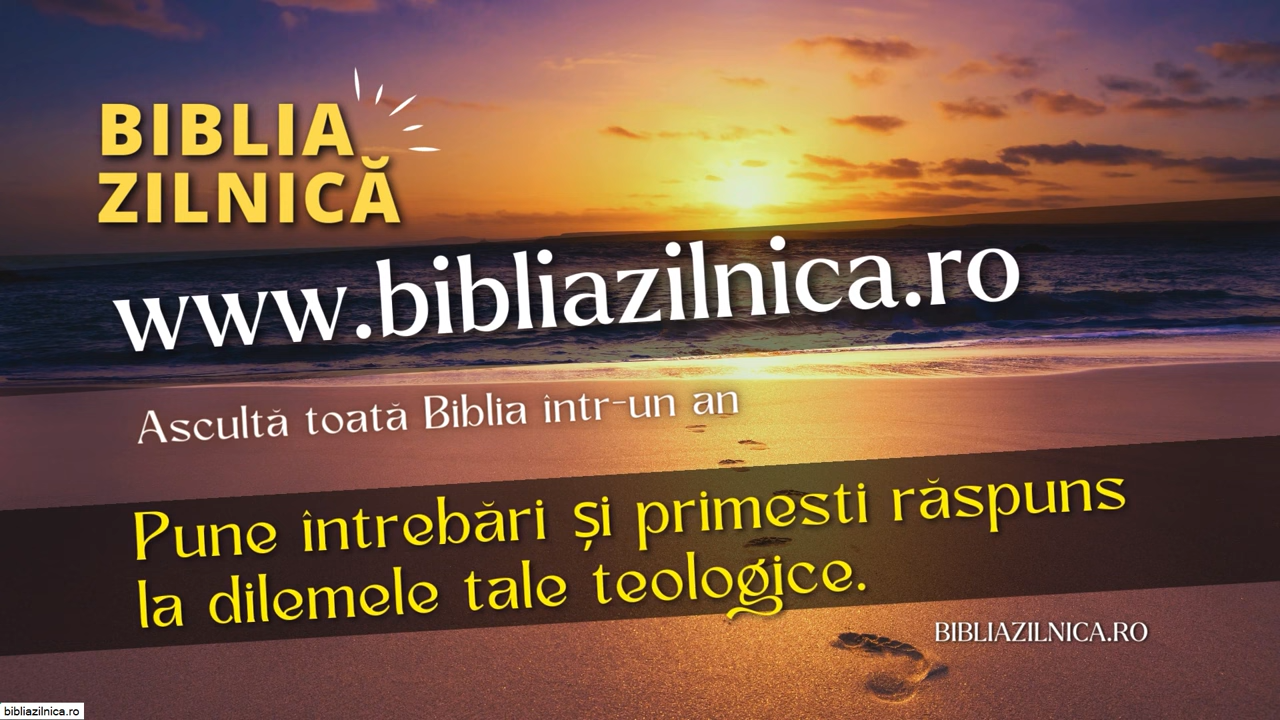 BIBLIA
ZILNICĂ
www.bibliazilnica.ro
Ascultă toată Biblia într-un an
Pune întrebări și primesti răspuns
la dilemele tale teologice.
BIBLIAZILNICA.RO
bibliazilnica.ro